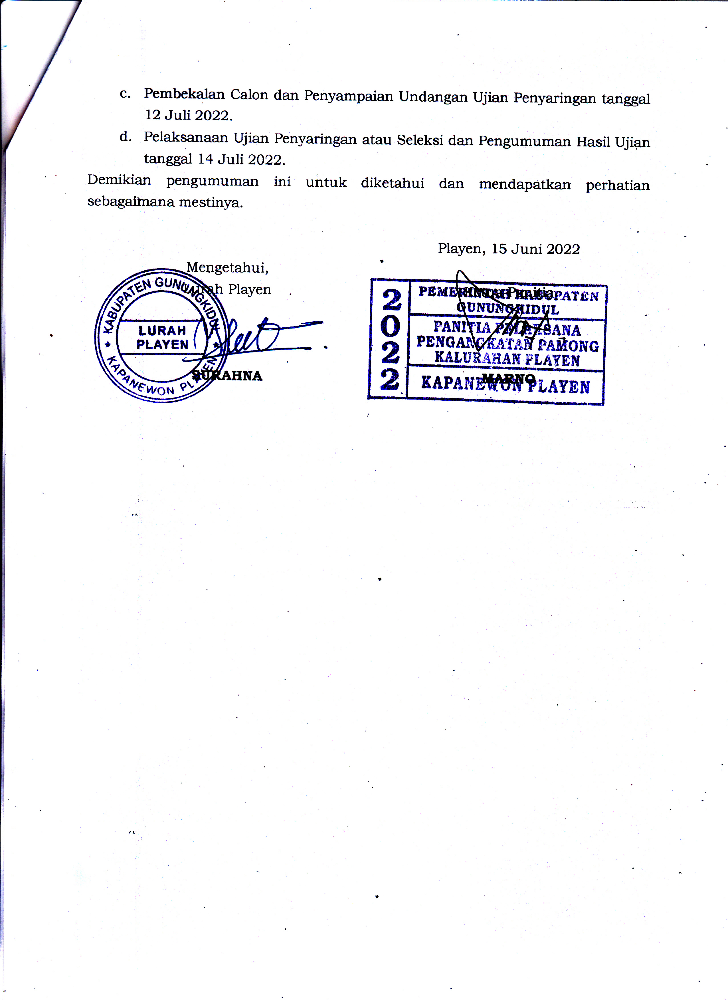 c. Pembekalan Calon dan Penyampaian Undangan Ujian Penyaringan tanggal
12 Juli 2022.
d. Pelaksanaan Ujian Penyaringan atau Seleksi dan Pengumuman Hasil Ujian
tanggal 14 Juli 2022.
Demikian pengumuman ini untuk diketahui dan mendapatkan perhatian
sebagaimana mestinya.
Playen, 15 Juni 2022
Mengetahui,
Lurah Playen
Ketua Panitia
KABUPATEN GUNUNGKIDUL
LURAH
PLAYEN
KAPANEWON PLAYEN
SURAHNA
2022
PEMERINTAH KABUPATEN
GUNUNGKIDUL
PANITIA PELAKSANA
PENGANGKATAN PAMONG
KALURAHAN PLAYEN
KAPANEWON PLAYEN
MARNO